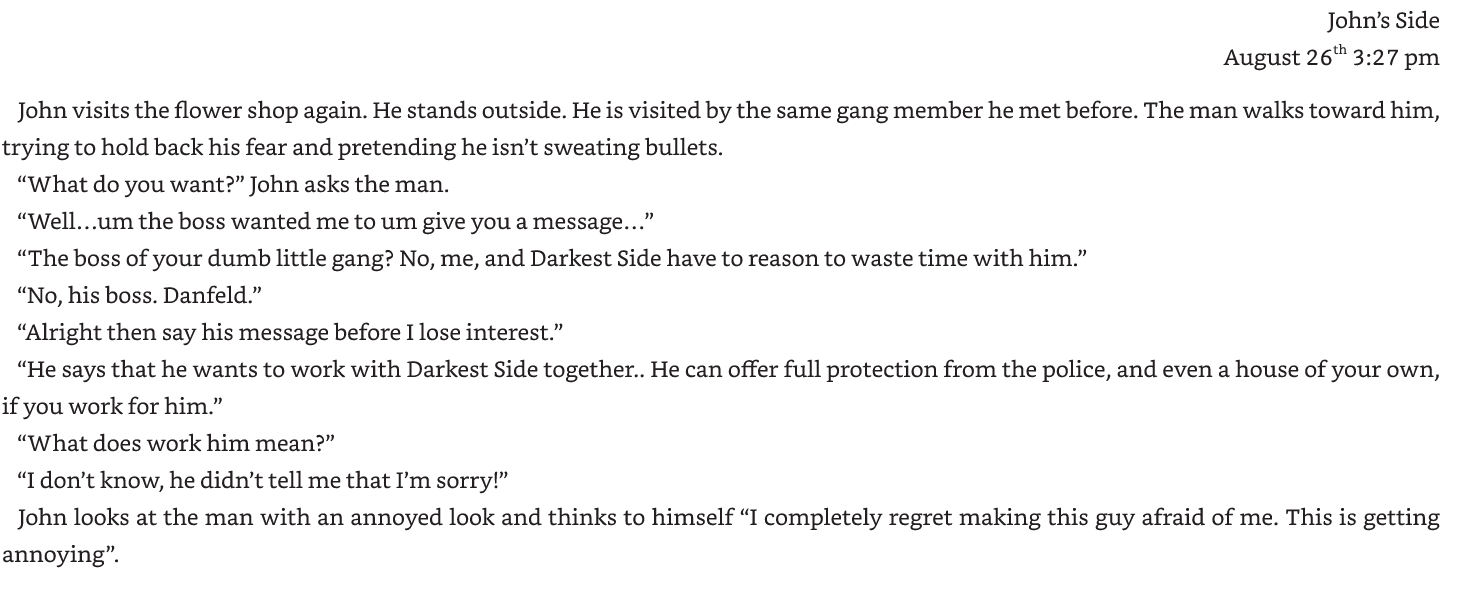 John’s Side
August 26th 3:27 pm
John visits the flower shop again. He stands outside. He is visited by the same gang member he met before. The man walks toward him,
trying to hold back his fear and pretending he isn’t sweating bullets.
“What do you want?” John asks the man.
“Well…um the boss wanted me to um give you a message…”
“The boss of your dumb little gang? No, me, and Darkest Side have to reason to waste time with him.”
“No, his boss. Danfeld.”
“Alright then say his message before I lose interest.”
“He says that he wants to work with Darkest Side together.. He can offer full protection from the police, and even a house of your own,
if you work for him.”
“What does work him mean?”
“I don’t know, he didn’t tell me that I’m sorry!”
John looks at the man with an annoyed look and thinks to himself “I completely regret making this guy afraid of me. This is getting
annoying”.